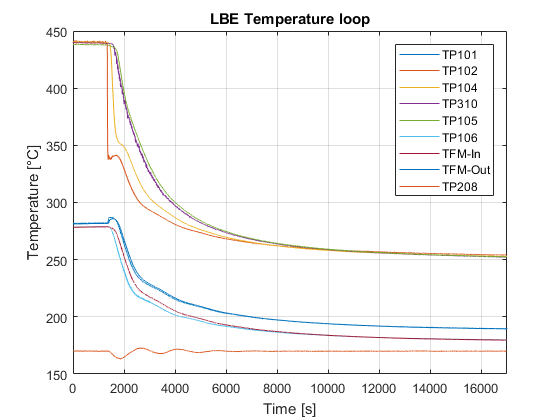 LBE Temperature loop
Temperature [°C]
450
400
350
300
250
200
150
TP101
TP102
TP104
TP310
TP105
TP106
TFM-In
TFM-Out
TP208
0
2000
4000
6000
8000
10000
12000
14000
16000
Time [s]